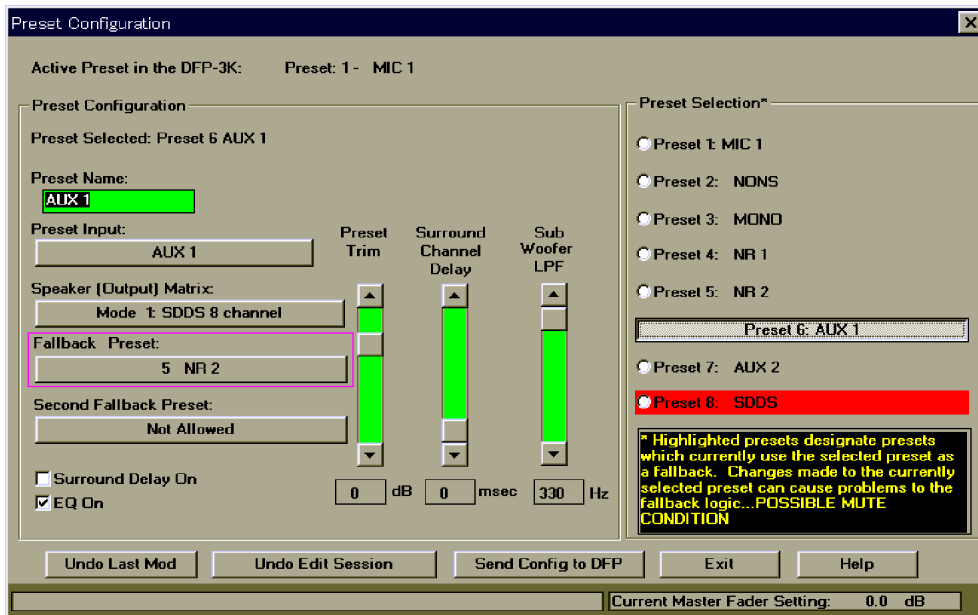 Preset Configuration
Active Preset in the DFP-3K: Preset: 1 - MIC 1
Preset Configuration
Preset Selected: Preset 6 AUX 1
Preset Name:
AUX 1
Preset Input:
AUX 1
Speaker (Output) Matrix:
Mode 1: SDDS 8 channel
Fallback Preset:
5 NR 2
Second Fallback Preset:
Not Allowed
Surround Delay On
EQ On
Preset
Trim
0 dB
Surround
Channel
Delay
0 msec
Sub
Woofer
LPF
330 Hz
Preset Selection*
Preset 1: MIC 1
Preset 2: NONS
Preset 3: MONO
Preset 4: NR 1
Preset 5: NR 2
Preset 6: AUX 1
Preset 7: AUX 2
Preset 8: SDDS
* Highlighted presets designate presets
which currently use the selected preset as
a fallback. Changes made to the currently
selected preset can cause problems to the
fallback logic...POSSIBLE MUTE
CONDITION
Undo Last Mod
Undo Edit Session
Send Config to DFP
Exit
Help
Current Master Fader Setting: 0.0 dB